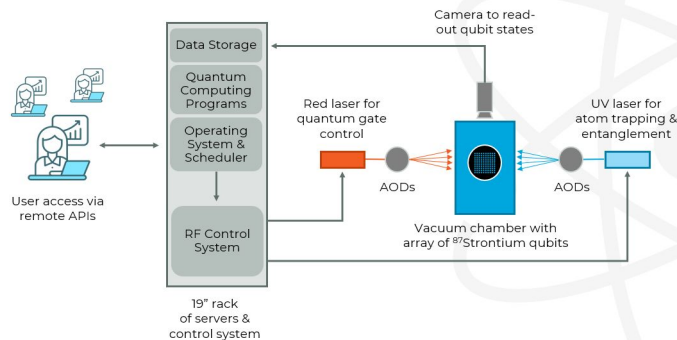 Camera to read-
out qubit states
Data Storage
Quantum
Computing
Programs
Operating
System &
Scheduler
RF Control
System
User access via
remote APIs
19” rack
of servers &
control system
Red laser for
quantum gate
control
AODs
Vacuum chamber with
array of ⁸⁷Strontium qubits
UV laser for
atom trapping &
entanglement
AODs